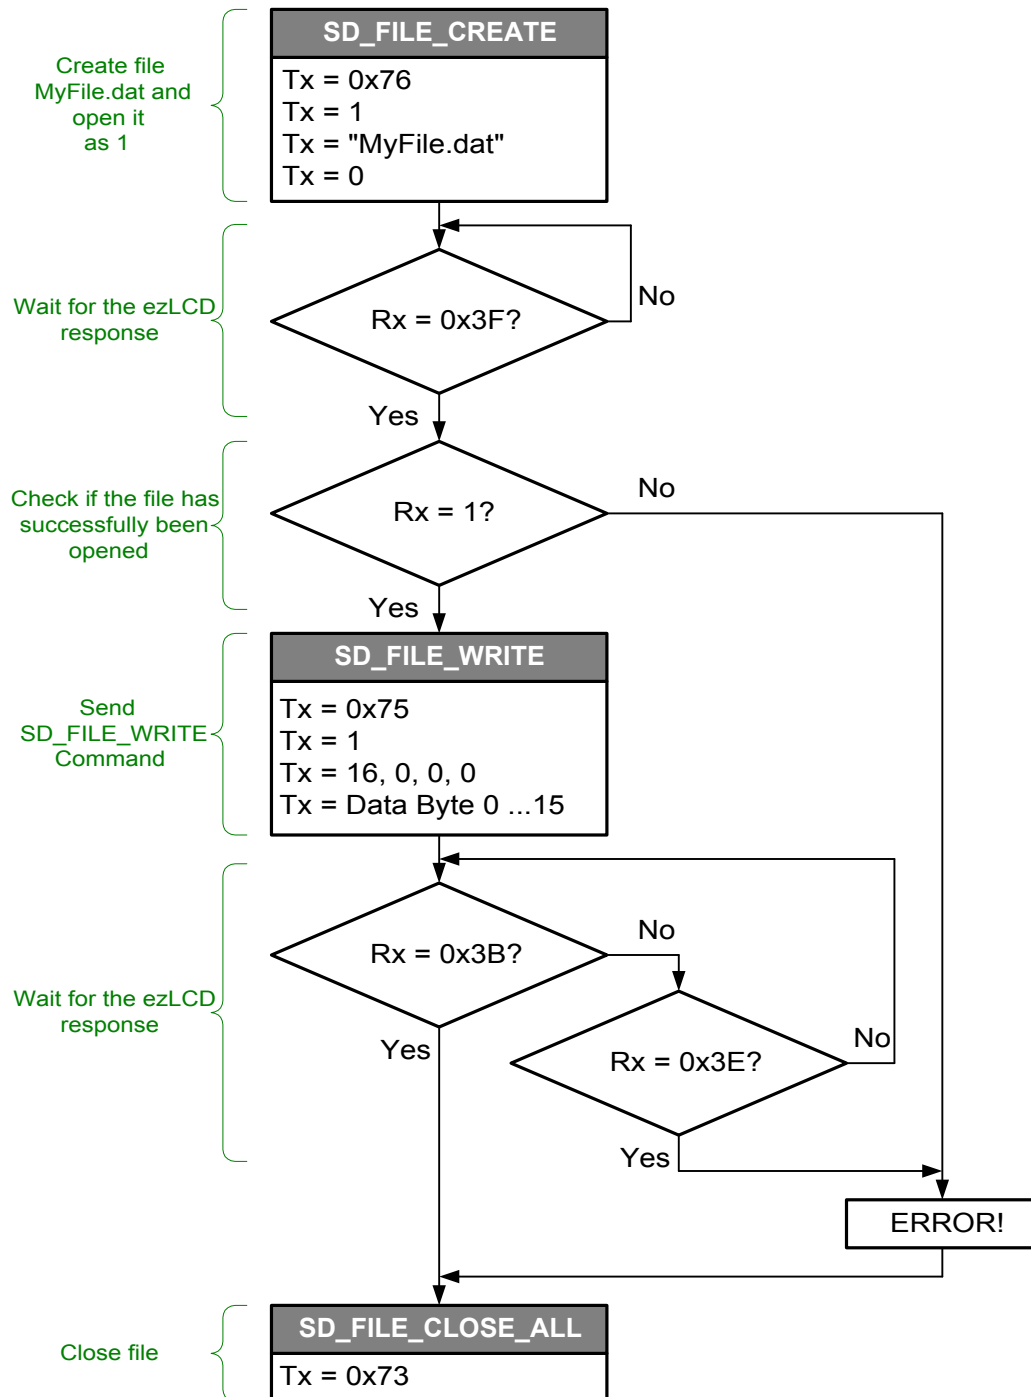 SD_FILE_CREATE
Create file
MyFile.dat and
open it
as 1
Tx = 0x76
Tx = 1
Tx = "MyFile.dat"
Tx = 0
Wait for the ezLCD
response
Rx = 0x3F?
No
Yes
Check if the file has
successfully been
opened
Rx = 1?
No
Yes
SD_FILE_WRITE
Send
SD_FILE_WRITE
Command
Tx = 0x75
Tx = 1
Tx = 16, 0, 0, 0
Tx = Data Byte 0 ...15
Wait for the ezLCD
response
Rx = 0x3B?
No
Yes
Rx = 0x3E?
No
Yes
ERROR!
SD_FILE_CLOSE_ALL
Close file
Tx = 0x73